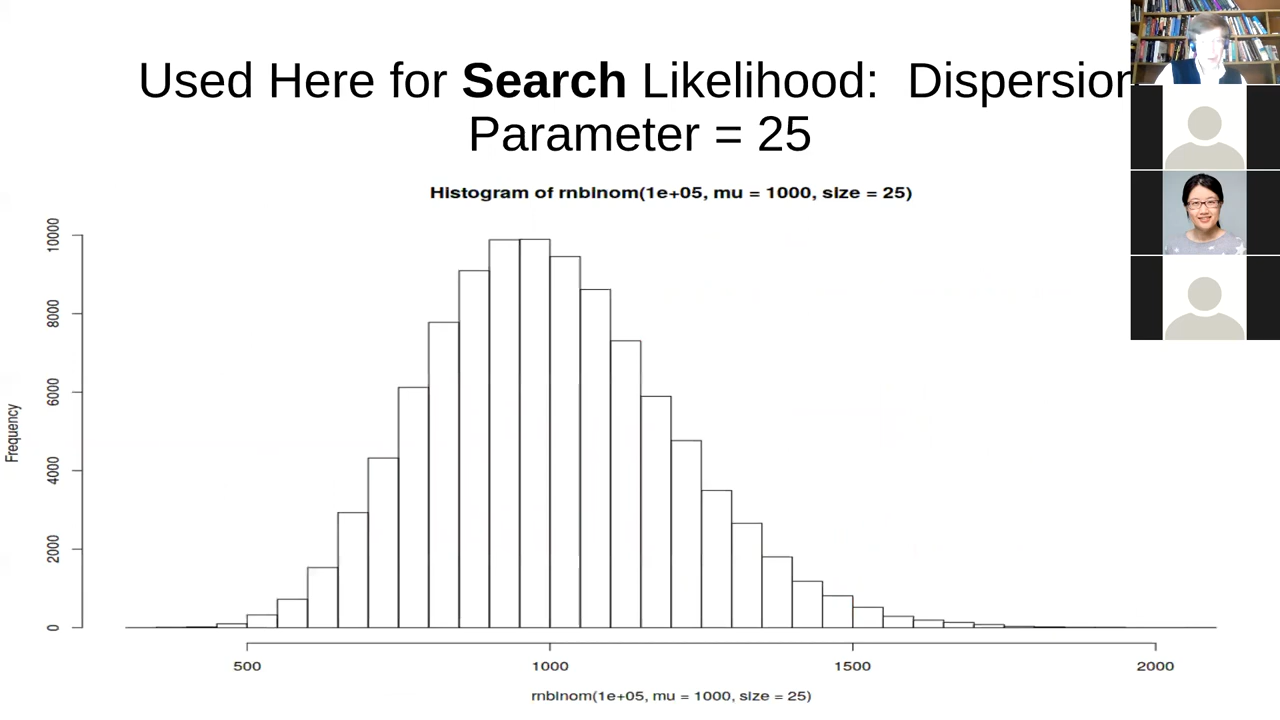 Used Here for Search Likelihood: Dispersion
Parameter = 25
Histogram of rnbinom(1e+05, mu = 1000, size = 25)
Frequency
10000
8000
6000
4000
2000
0
500 1000 1500 2000
rnbinom(1e+05, mu = 1000, size = 25)